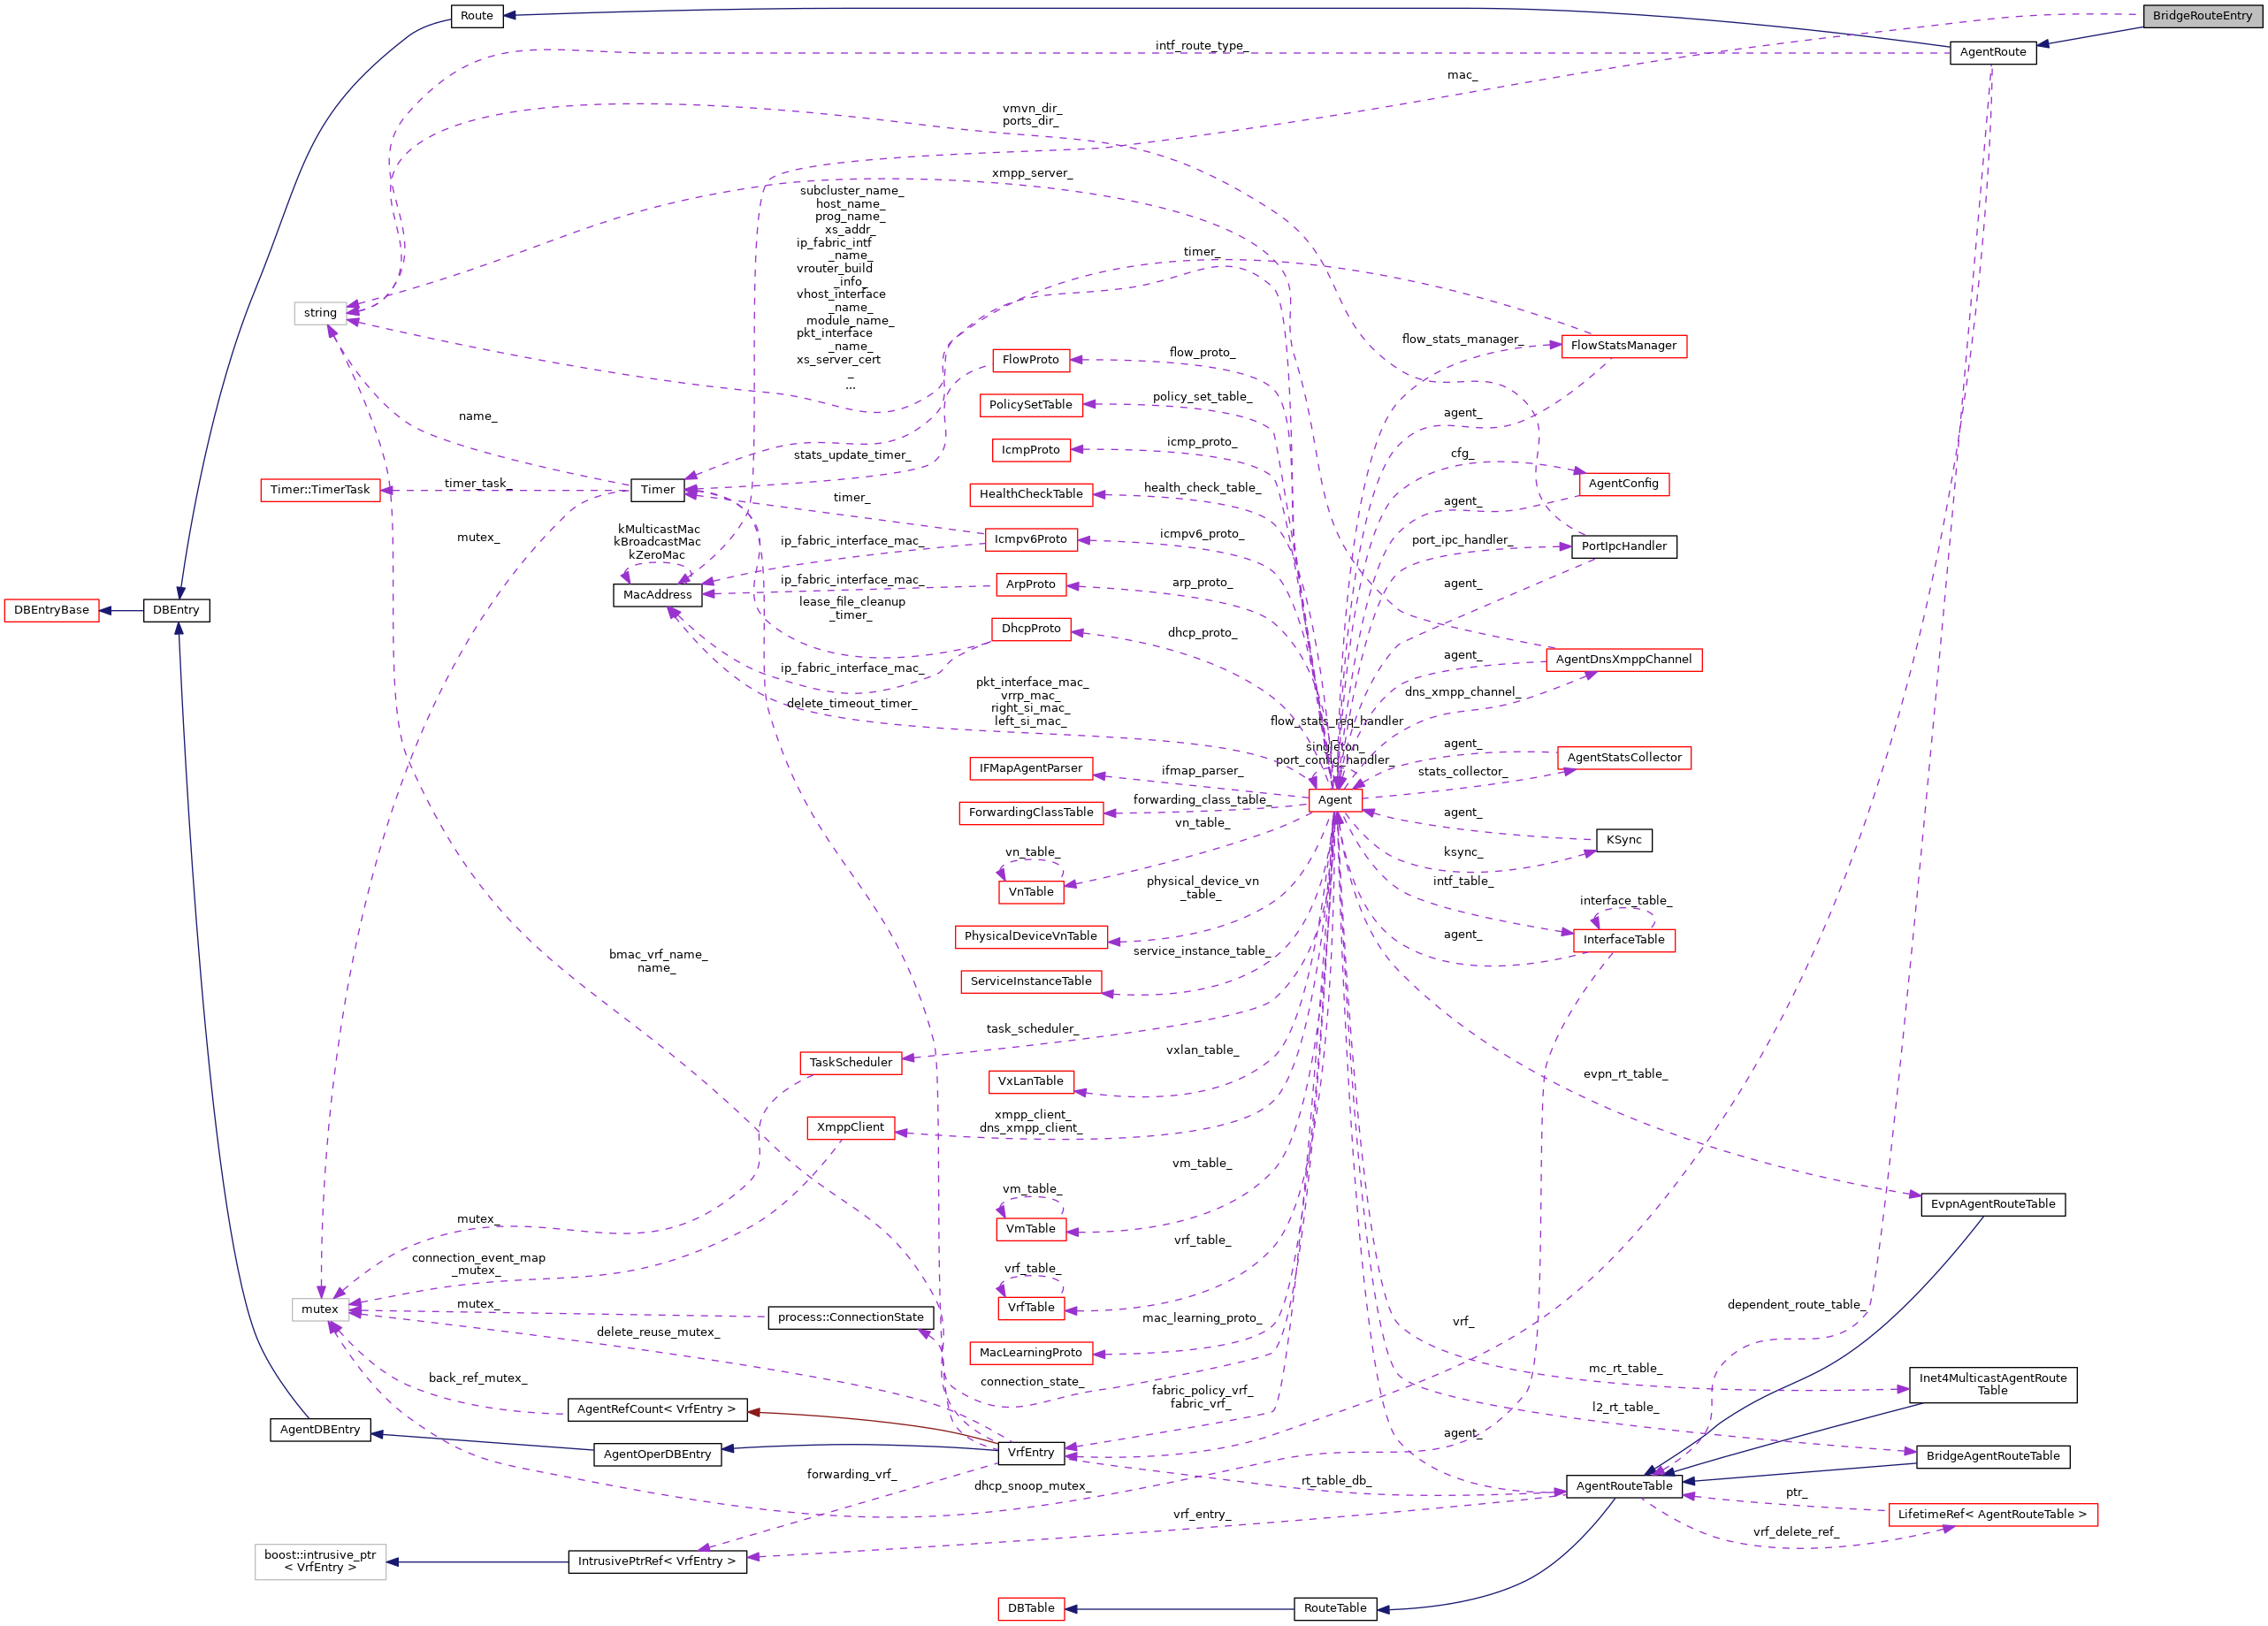 Route
BridgeRouteEntry
intf_route_type_
AgentRoute
mac_
vmvn_dir_
ports_dir_
xmpp_server_
subcluster_name_
host_name_
prog_name_
xs_addr_
ip_fabric_intf
_name_
vrouter_build
_info_
vhost_interface
_name_
module_name_
pkt_interface
_name_
xs_server_cert
_
...
timer_
string
flow_stats_manager_
FlowStatsManager
flow_proto_
FlowProto
policy_set_table_
PolicySetTable
agent_
name_
icmp_proto_
IcmpProto
stats_update_timer_
cfg_
AgentConfig
timer_task_
Timer::TimerTask
Timer
timer_
health_check_table_
HealthCheckTable
agent_
kMulticastMac
kBroadcastMac
kZeroMac
mutex_
ip_fabric_interface_mac_
Icmpv6Proto
icmpv6_proto_
port_ipc_handler_
PortIpcHandler
ip_fabric_interface_mac_
ArpProto
arp_proto_
agent_
MacAddress
DBEntryBase
DBEntry
lease_file_cleanup
_timer_
DhcpProto
dhcp_proto_
ip_fabric_interface_mac_
agent_
AgentDnsXmppChannel
pkt_interface_mac_
vrrp_mac_
right_si_mac_
left_si_mac_
delete_timeout_timer_
dns_xmpp_channel_
flow_stats_req_handler
_
singleton_
port_config_handler_
agent_
AgentStatsCollector
IFMapAgentParser
ifmap_parser_
stats_collector_
Agent
ForwardingClassTable
forwarding_class_table_
vn_table_
agent_
KSync
vn_table_
ksync_
VnTable
physical_device_vn
_table_
intf_table_
interface_table_
PhysicalDeviceVnTable
agent_
InterfaceTable
bmac_vrf_name_
name_
service_instance_table_
ServiceInstanceTable
task_scheduler_
TaskScheduler
vxlan_table_
VxLanTable
evpn_rt_table_
xmpp_client_
dns_xmpp_client_
XmppClient
vm_table_
vm_table_
VmTable
EvpnAgentRouteTable
mutex_
vrf_table_
connection_event_map
_mutex_
vrf_table_
VrfTable
mutex
mutex_
process::ConnectionState
mac_learning_proto_
vrf_
dependent_route_table_
delete_reuse_mutex_
MacLearningProto
mc_rt_table_
back_ref_mutex_
connection_state_
Inet4MulticastAgentRoute
Table
fabric_policy_vrf_
fabric_vrf_
AgentRefCount< VrfEntry >
l2_rt_table_
AgentDBEntry
agent_
AgentOperDBEntry
VrfEntry
BridgeAgentRouteTable
forwarding_vrf_
dhcp_snoop_mutex_
rt_table_db_
AgentRouteTable
ptr_
vrf_entry_
LifetimeRef< AgentRouteTable >
vrf_delete_ref_
boost::intrusive_ptr
< VrfEntry >
IntrusivePtrRef< VrfEntry >
DBTable
RouteTable